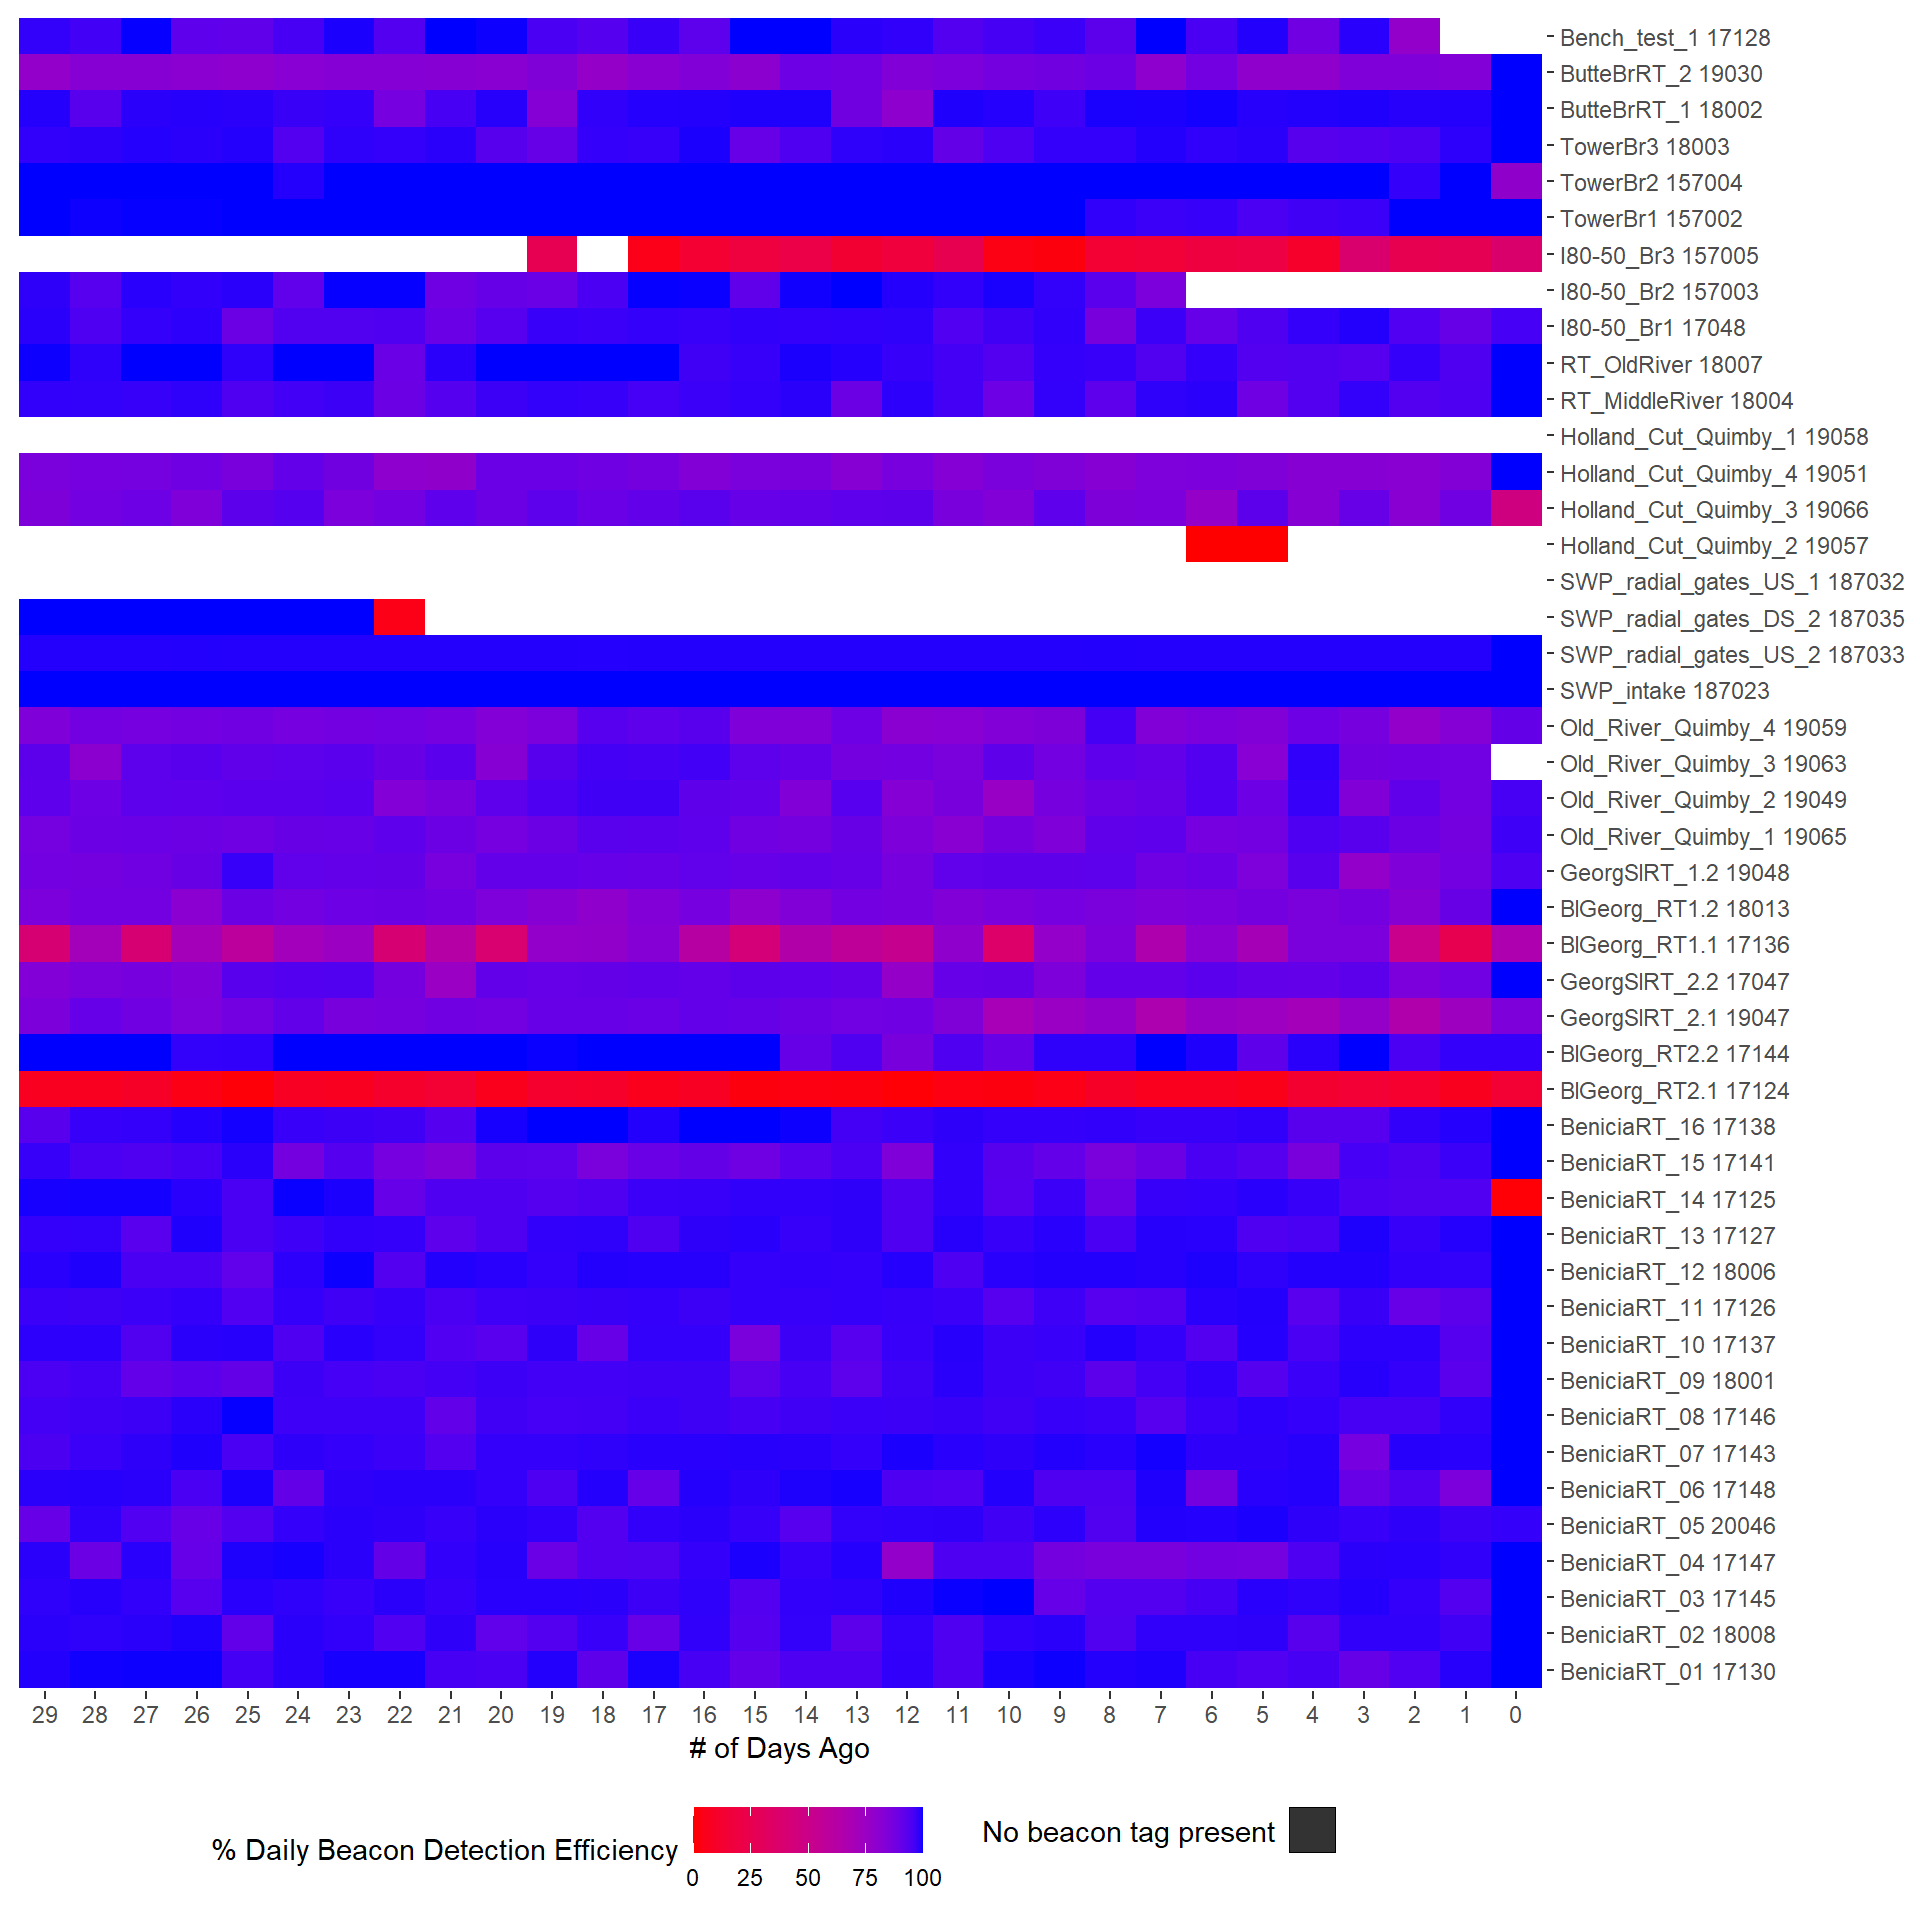 Bench_test_1 17128
ButteBrRT_2 19030
ButteBrRT_1 18002
TowerBr3 18003
TowerBr2 157004
TowerBr1 157002
I80-50_Br3 157005
I80-50_Br2 157003
I80-50_Br1 17048
RT_OldRiver 18007
RT_MiddleRiver 18004
Holland_Cut_Quimby_1 19058
Holland_Cut_Quimby_4 19051
Holland_Cut_Quimby_3 19066
Holland_Cut_Quimby_2 19057
SWP_radial_gates_US_1 187032
SWP_radial_gates_DS_2 187035
SWP_radial_gates_US_2 187033
SWP_intake 187023
Old_River_Quimby_4 19059
Old_River_Quimby_3 19063
Old_River_Quimby_2 19049
Old_River_Quimby_1 19065
GeorgSlRT_1.2 19048
BlGeorg_RT1.2 18013
BlGeorg_RT1.1 17136
GeorgSlRT_2.2 17047
GeorgSlRT_2.1 19047
BlGeorg_RT2.2 17144
BlGeorg_RT2.1 17124
BeniciaRT_16 17138
BeniciaRT_15 17141
BeniciaRT_14 17125
BeniciaRT_13 17127
BeniciaRT_12 18006
BeniciaRT_11 17126
BeniciaRT_10 17137
BeniciaRT_09 18001
BeniciaRT_08 17146
BeniciaRT_07 17143
BeniciaRT_06 17148
BeniciaRT_05 20046
BeniciaRT_04 17147
BeniciaRT_03 17145
BeniciaRT_02 18008
BeniciaRT_01 17130
29 28 27 26 25 24 23 22 21 20 19 18 17 16 15 14 13 12 11 10 9 8 7 6 5 4 3 2 1 0
# of Days Ago
% Daily Beacon Detection Efficiency
0 25 50 75 100
No beacon tag present